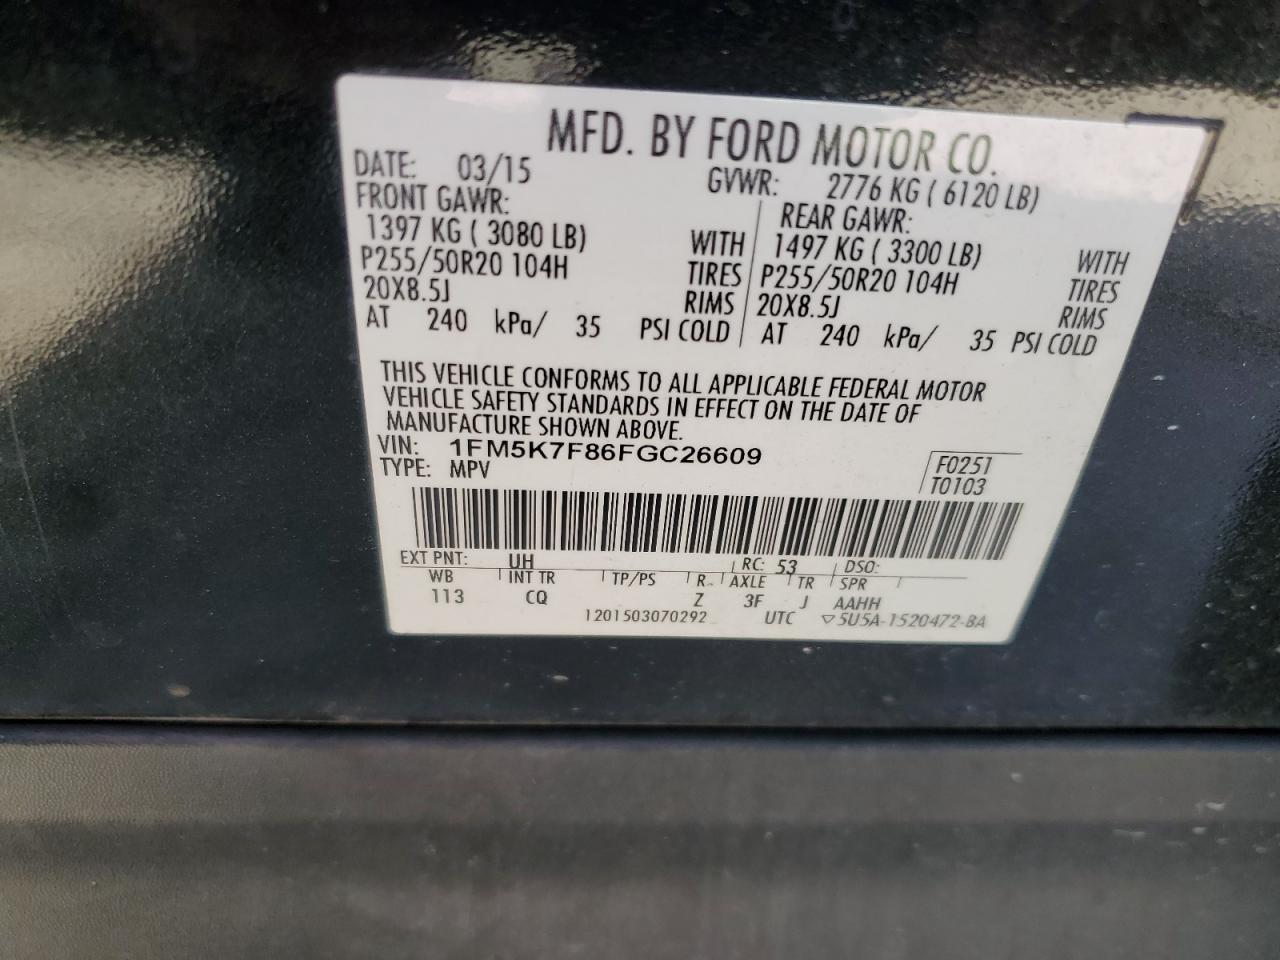 MFD. BY FORD MOTOR CO.
DATE: 03/15 GVWR: 2776 KG ( 6120 LB)
FRONT GAWR: REAR GAWR:
1397 KG ( 3080 LB) WITH 1497 KG ( 3300 LB) WITH
P255/50R20 104H TIRES P255/50R20 104H TIRES
20X8.5J RIMS 20X8.5J RIMS
AT 240 kPa/ 35 PSI COLD AT 240 kPa/ 35 PSI COLD
THIS VEHICLE CONFORMS TO ALL APPLICABLE FEDERAL MOTOR
VEHICLE SAFETY STANDARDS IN EFFECT ON THE DATE OF
MANUFACTURE SHOWN ABOVE.
VIN: 1FM5K7F86FGC26609 F0251
TYPE: MPV T0103
EXT PNT: UH RC: 53 DSO:
WB INT TR TP/PS R. AXLE TR SPR
113 CQ Z 3F J AAHH
1201503070292 UTC ▽5U5A-1520472-BA